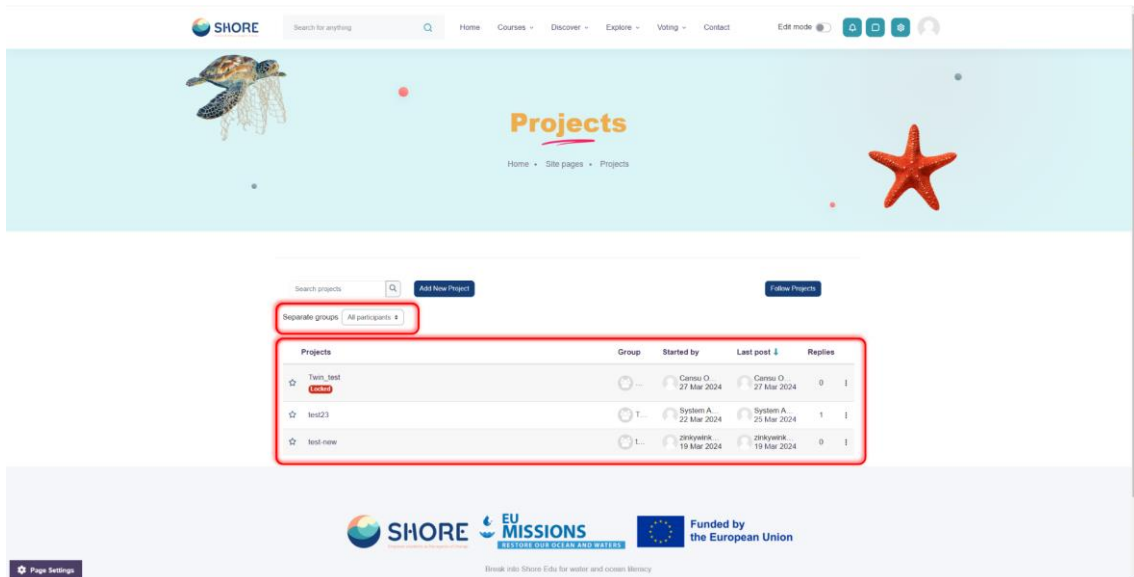 SHORE
Search for anything
Home Courses Discover Explore Voting Contact
Edit mode
Projects
Home • Site pages • Projects
Search projects
Add New Project
Follow Projects
Separate groups All participants
Projects Group Started by Last post Replies
Twin_test
Locked
... Cansu O... 27 Mar 2024 Cansu O... 27 Mar 2024 0
test23 T... System A... 22 Mar 2024 System A... 25 Mar 2024 1
test-new t... zinkywink... 19 Mar 2024 zinkywink... 19 Mar 2024 0
SHORE
EU
MISSIONS
RESTORE OUR OCEAN AND WATERS
Funded by
the European Union
Break into Shore Edu for water and ocean literacy
Page Settings